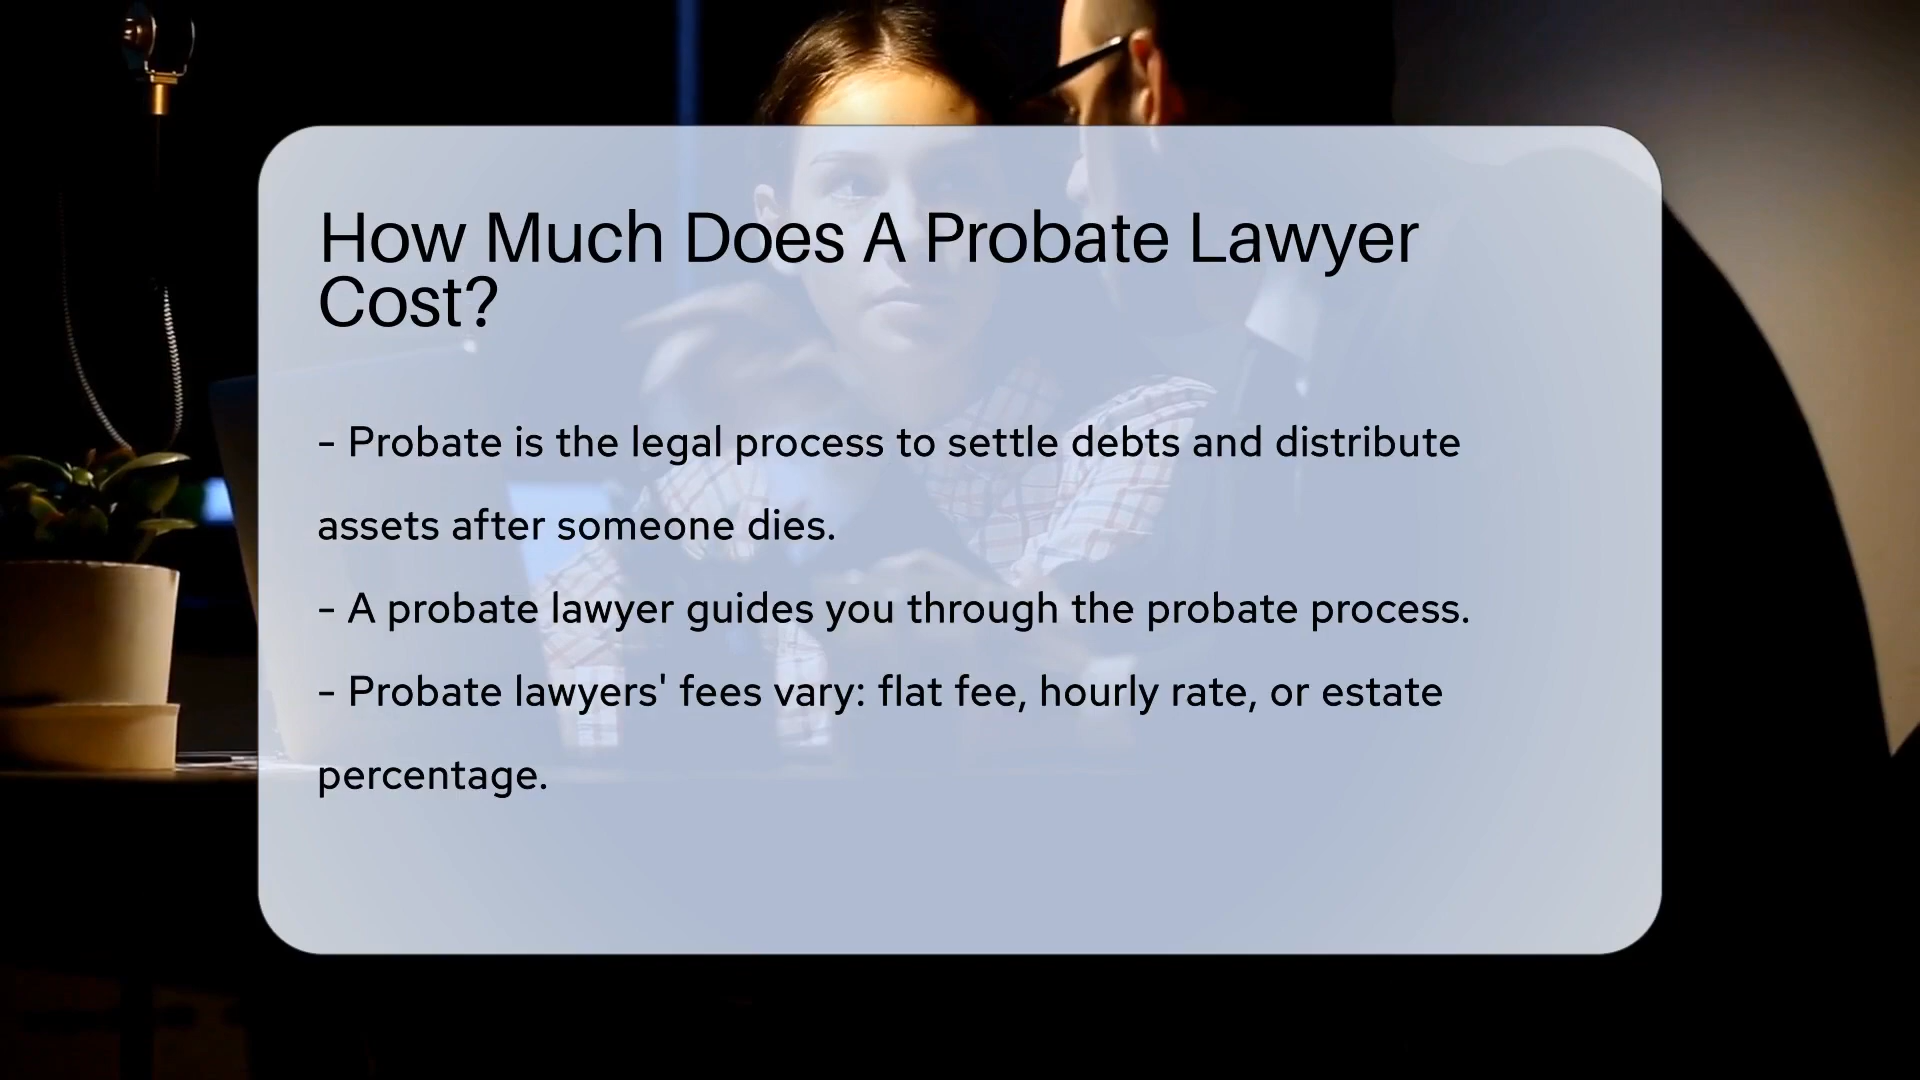 How Much Does A Probate Lawyer
Cost?
- Probate is the legal process to settle debts and distribute
assets after someone dies.
- A probate lawyer guides you through the probate process.
- Probate lawyers' fees vary: flat fee, hourly rate, or estate
percentage.